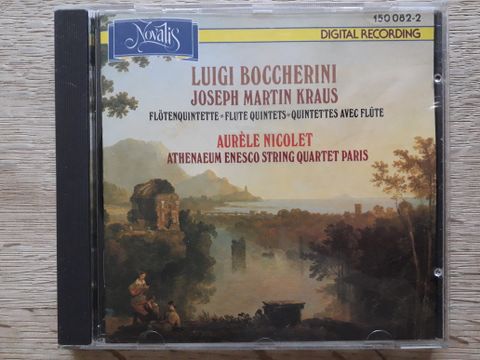 Novalis
150 082-2
DIGITAL RECORDING
LUIGI BOCCHERINI
JOSEPH MARTIN KRAUS
FLÖTENQUINTETTE • FLUTE QUINTETS • QUINTETTES AVEC FLÛTE
AURÈLE NICOLET
ATHENAEUM ENESCO STRING QUARTET PARIS